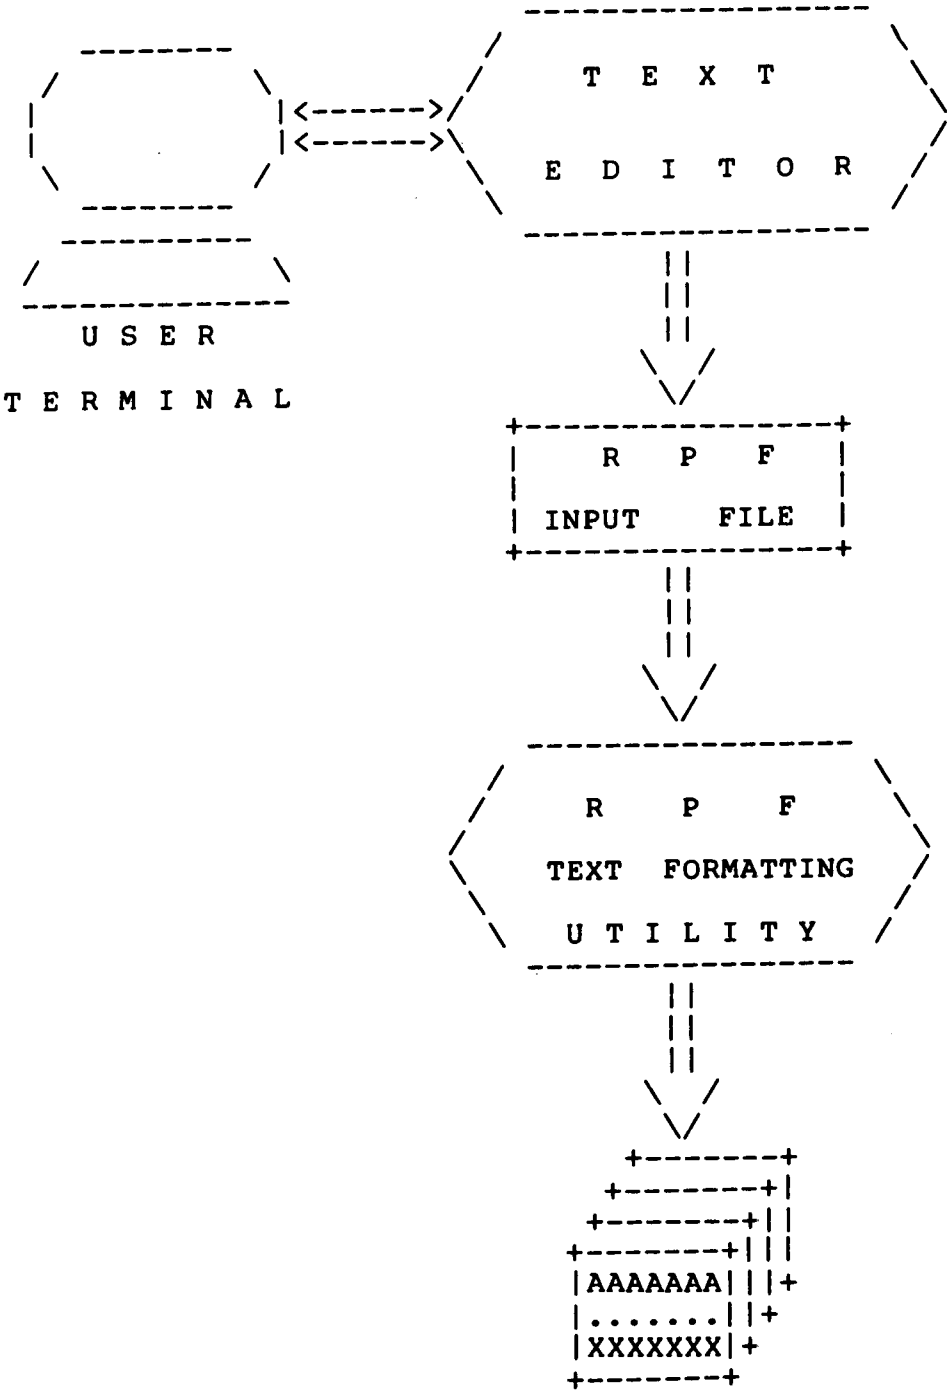 T E X T
E D I T O R
U S E R
T E R M I N A L
R P F
INPUT FILE
R P F
TEXT FORMATTING
U T I L I T Y
AAAAAAA
.......
XXXXXXX